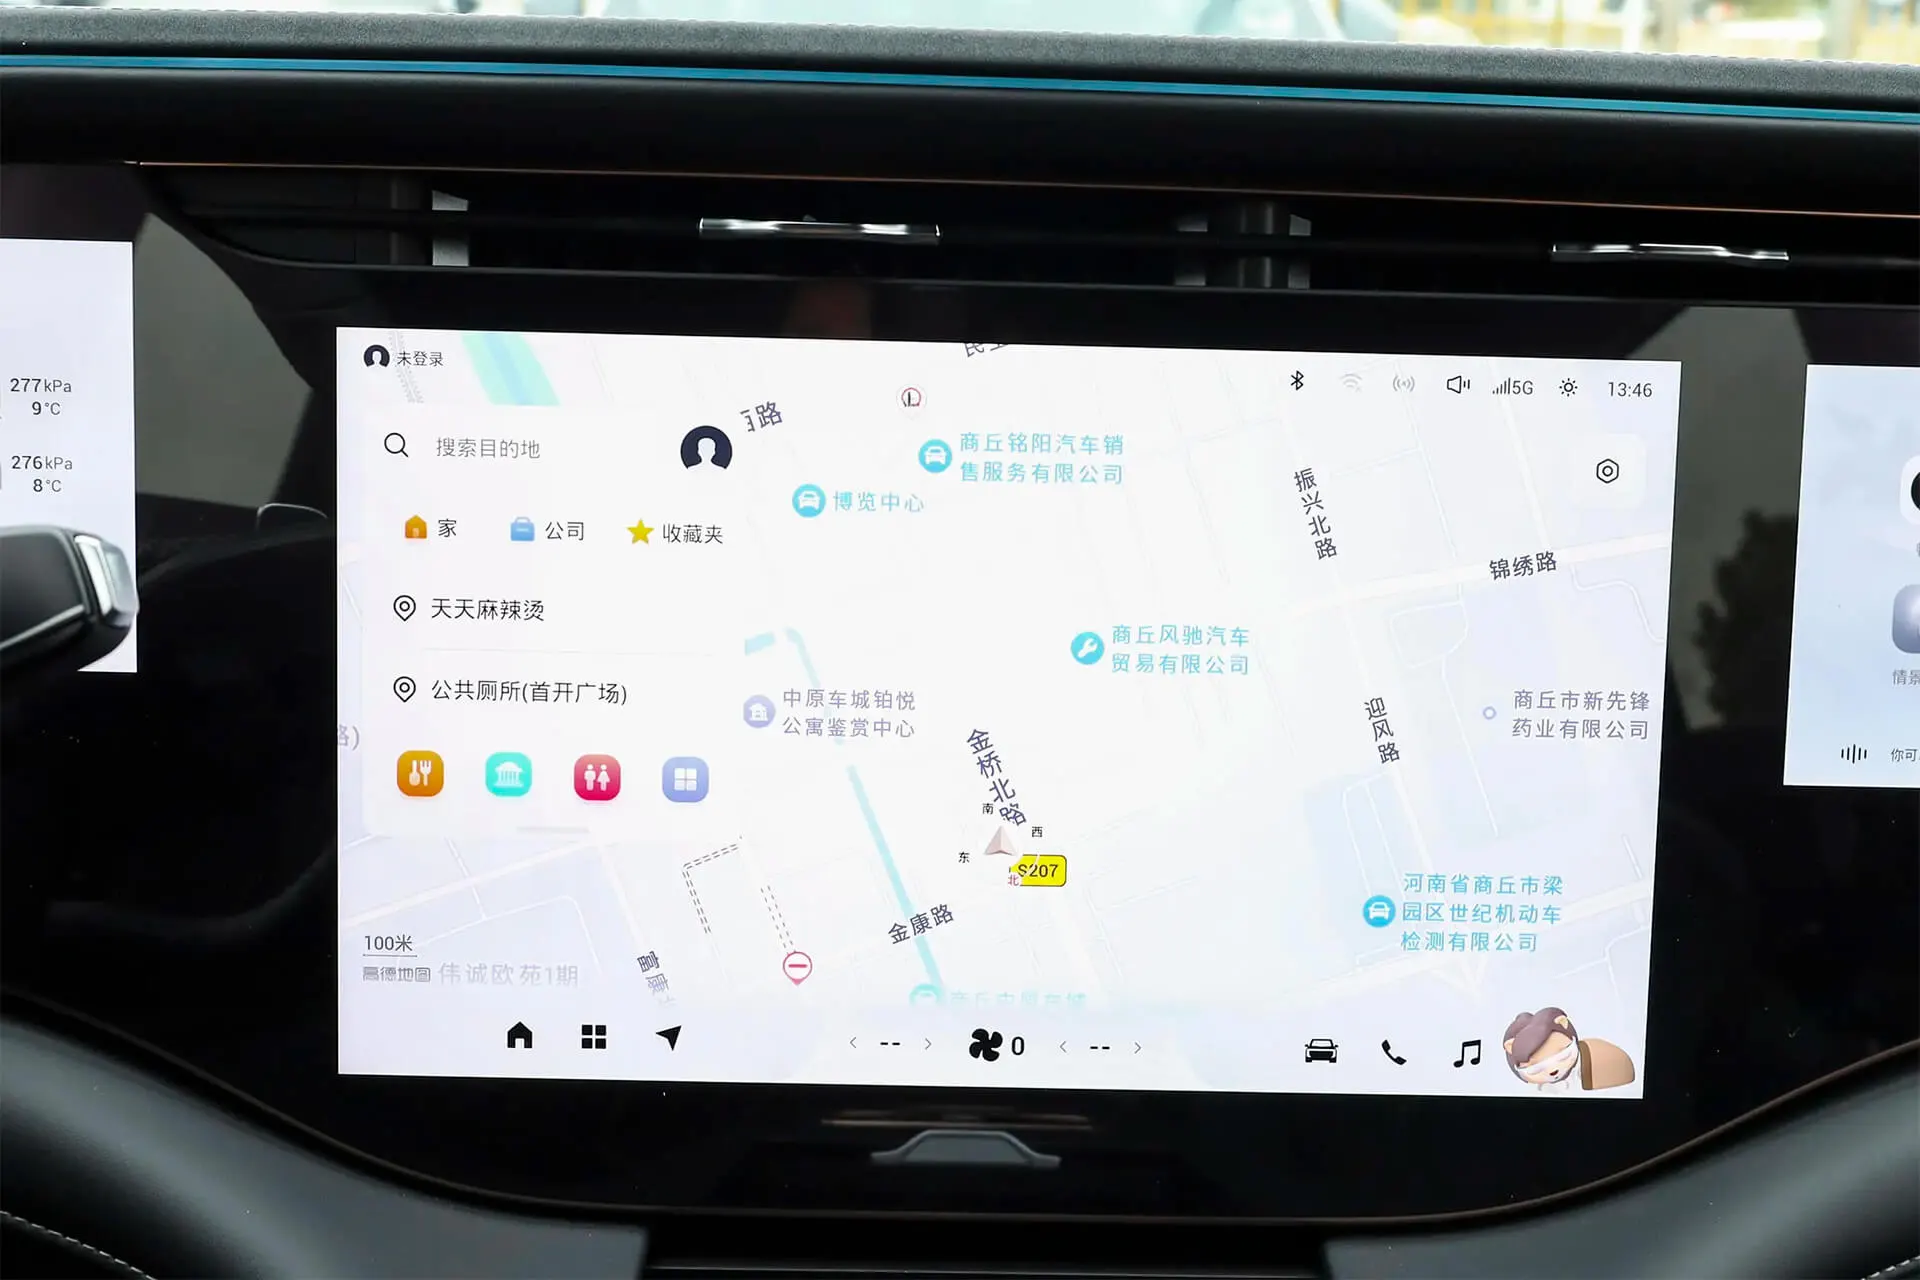 277kPa
9°C
276kPa
8°C
未登录
5G
13:46
搜索目的地
家
公司
收藏夹
天天麻辣烫
公共厕所(首开广场)
路
商丘铭阳汽车销
售服务有限公司
博览中心
振兴北路
锦绣路
商丘风驰汽车
贸易有限公司
中原车城铂悦
公寓鉴赏中心
迎风路
商丘市新先锋
药业有限公司
金桥北路
南
西
东
北
S207
金康路
河南省商丘市梁
园区世纪机动车
检测有限公司
富康
100米
高德地图
伟诚欧苑1期
-- 0 --
情景
你可